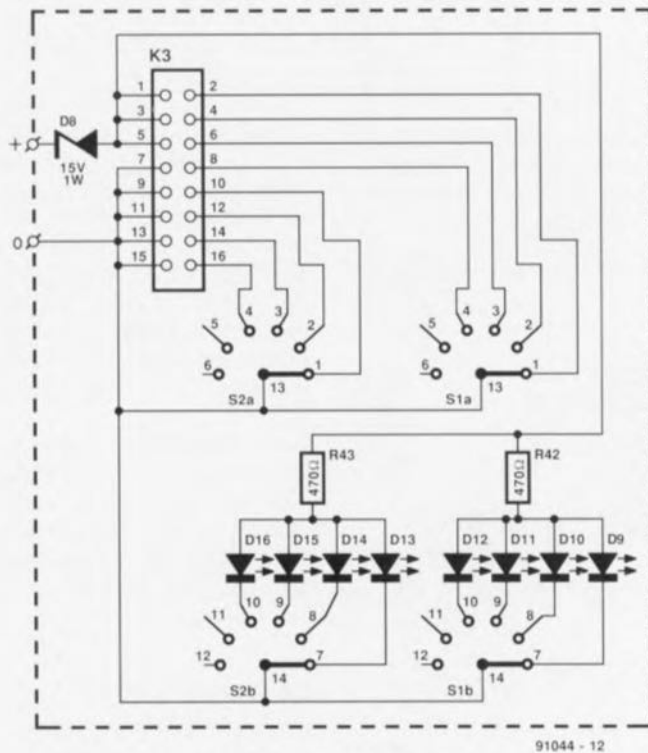 K3
1 2
3 4
5 6
7 8
9 10
11 12
13 14
15 16
D8
+
15V
1W
0
5 4 3 2
6 13 1
S2a
5 4 3 2
6 13 1
S1a
R43
470Ω
R42
470Ω
D16 D15 D14 D13
D12 D11 D10 D9
11 10 9 8
12 14 7
S2b
11 10 9 8
12 14 7
S1b
91044 - 12